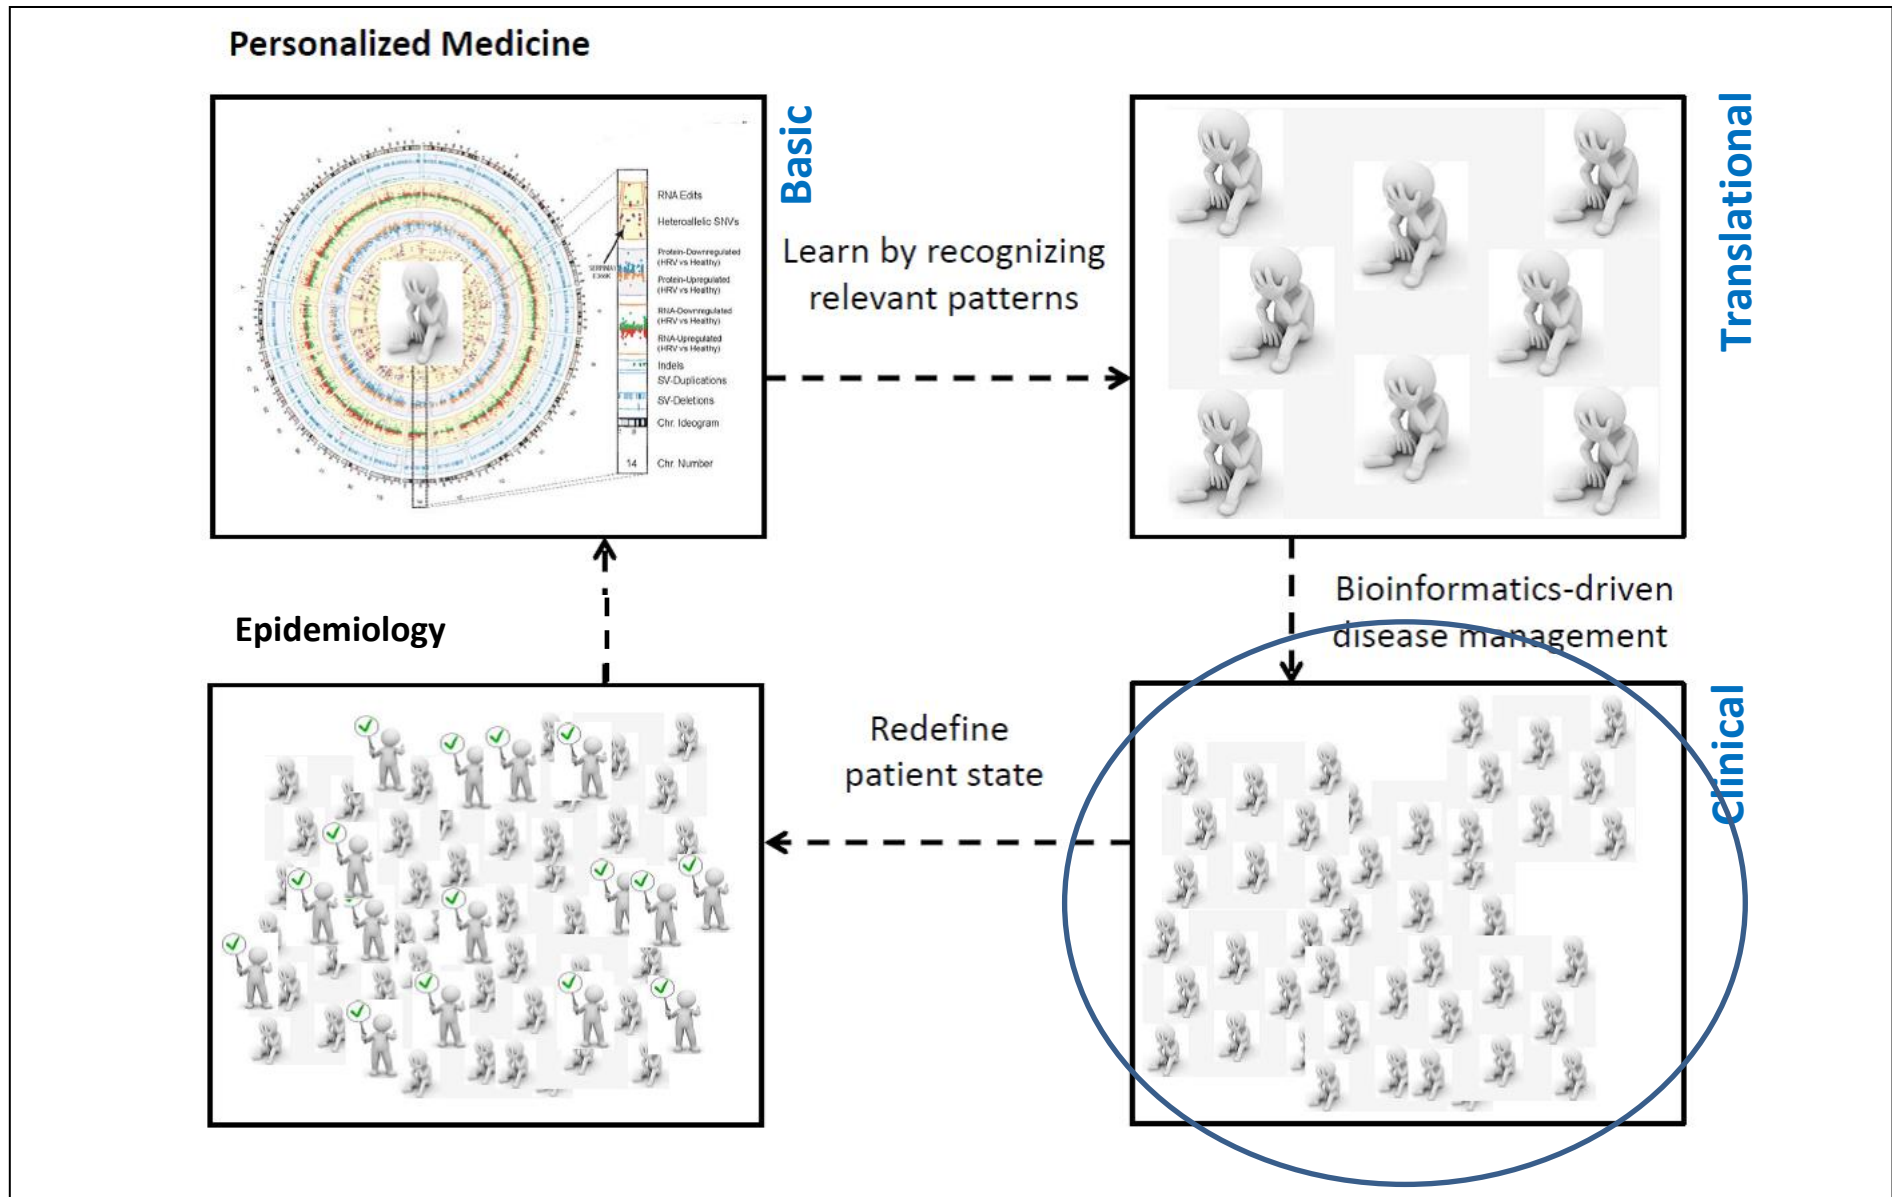 Personalized Medicine
Basic
RNA Edits
Heteroallelic SNVs
Protein-Downregulated
(HRV vs Healthy)
Protein-Upregulated
(HRV vs Healthy)
RNA-Downregulated
(HRV vs Healthy)
RNA-Upregulated
(HRV vs Healthy)
Indels
SV-Duplications
SV-Deletions
Chr. Ideogram
14 Chr. Number
Learn by recognizing
relevant patterns
Translational
Bioinformatics-driven
disease management
Clinical
Redefine
patient state
Epidemiology